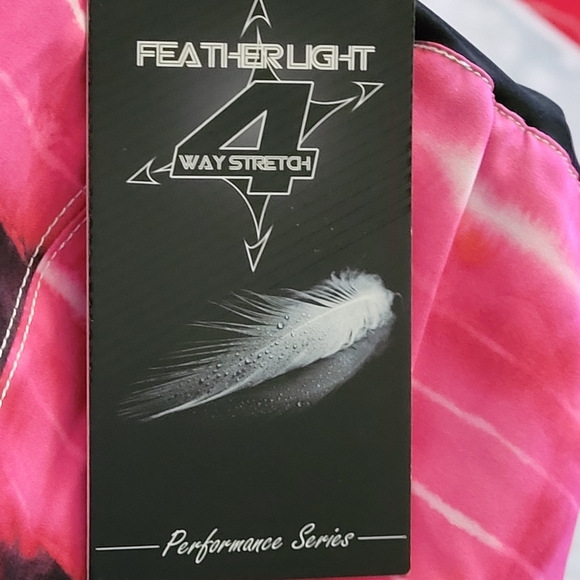 FEATHERLIGHT
4
WAY STRETCH
Performance Series